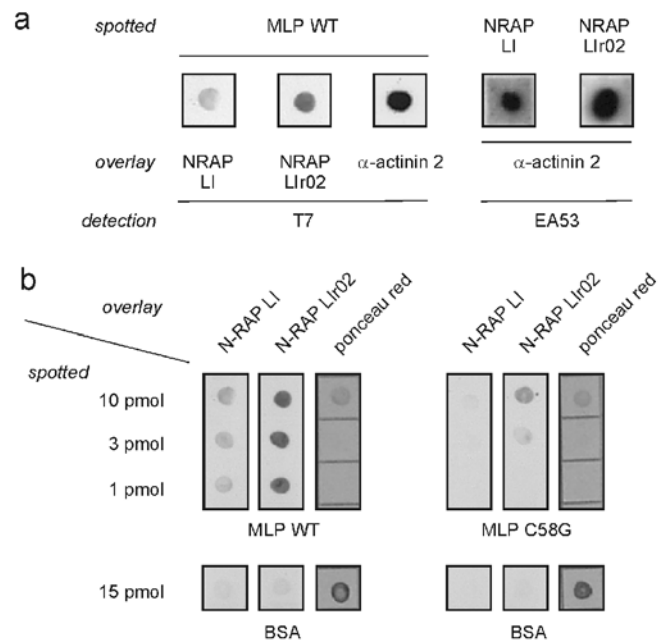 a
spotted MLP WT NRAP LI NRAP LIr02
overlay NRAP LI NRAP LIr02 α-actinin 2 α-actinin 2
detection T7 EA53
b
overlay N-RAP LI N-RAP LIr02 ponceau red N-RAP LI N-RAP LIr02 ponceau red
spotted
10 pmol
3 pmol
1 pmol
MLP WT MLP C58G
15 pmol
BSA BSA